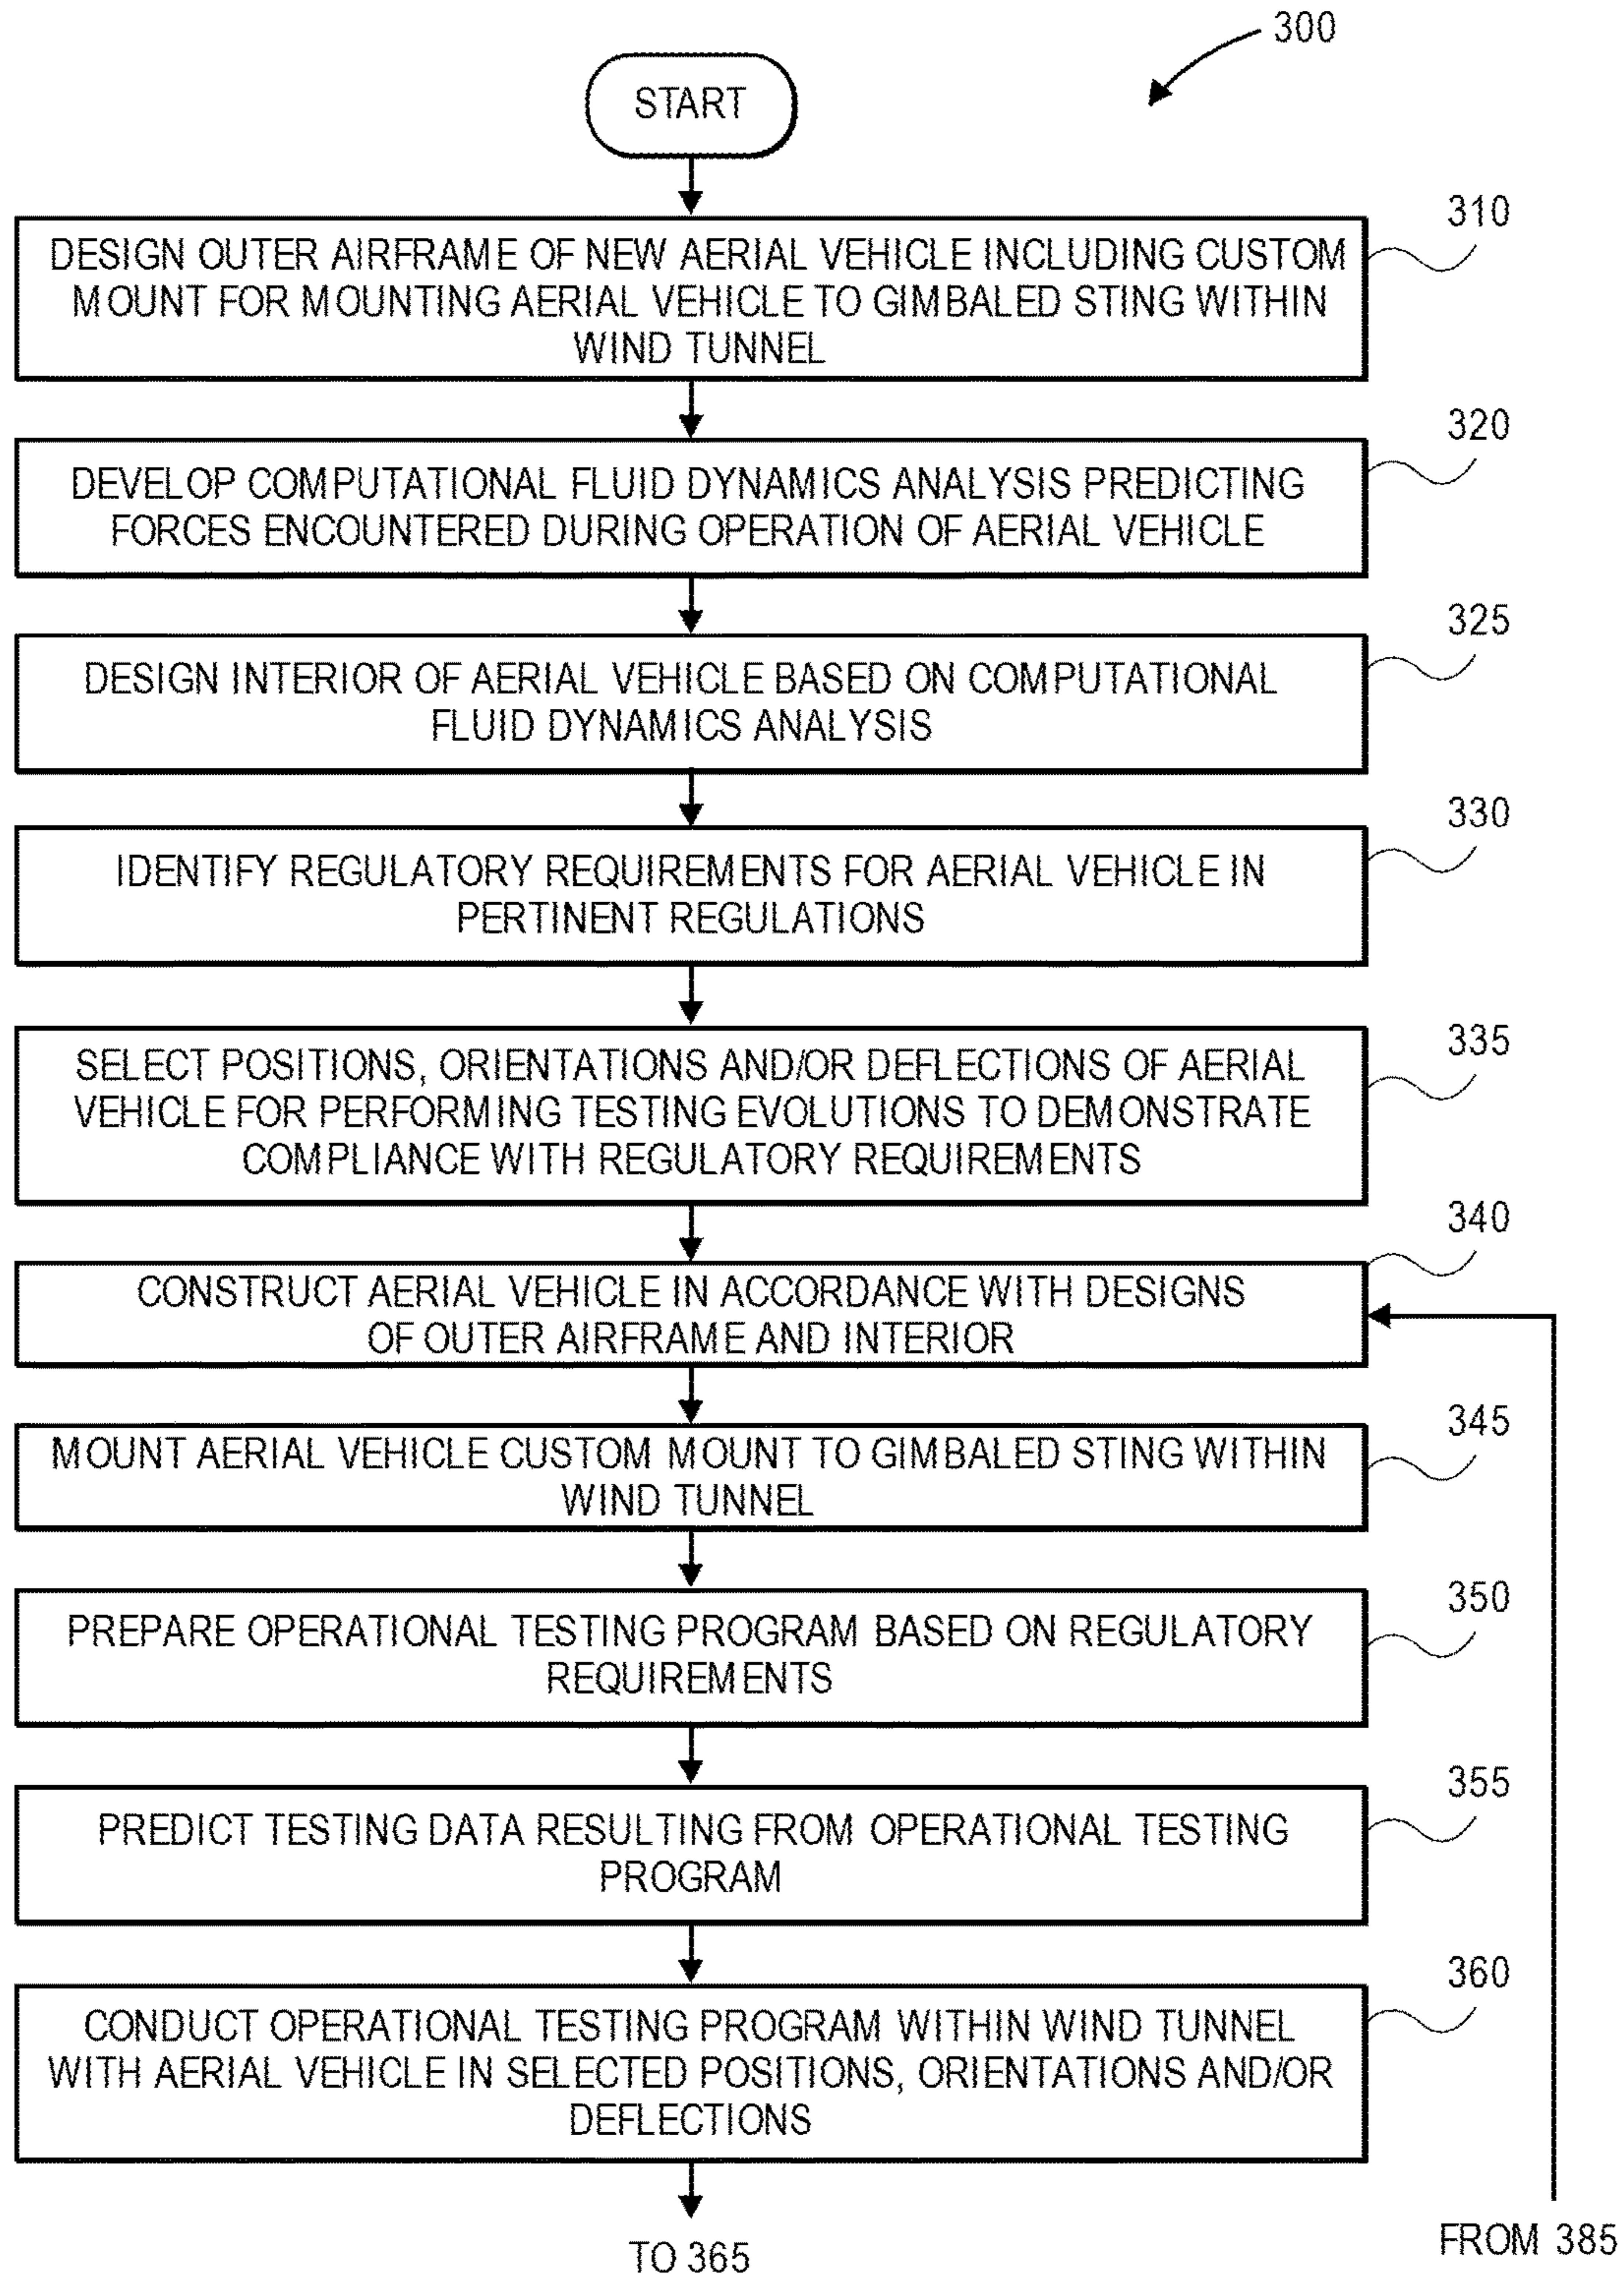 300
START
310
DESIGN OUTER AIRFRAME OF NEW AERIAL VEHICLE INCLUDING CUSTOM
MOUNT FOR MOUNTING AERIAL VEHICLE TO GIMBALED STING WITHIN
WIND TUNNEL
320
DEVELOP COMPUTATIONAL FLUID DYNAMICS ANALYSIS PREDICTING
FORCES ENCOUNTERED DURING OPERATION OF AERIAL VEHICLE
325
DESIGN INTERIOR OF AERIAL VEHICLE BASED ON COMPUTATIONAL
FLUID DYNAMICS ANALYSIS
330
IDENTIFY REGULATORY REQUIREMENTS FOR AERIAL VEHICLE IN
PERTINENT REGULATIONS
335
SELECT POSITIONS, ORIENTATIONS AND/OR DEFLECTIONS OF AERIAL
VEHICLE FOR PERFORMING TESTING EVOLUTIONS TO DEMONSTRATE
COMPLIANCE WITH REGULATORY REQUIREMENTS
340
CONSTRUCT AERIAL VEHICLE IN ACCORDANCE WITH DESIGNS
OF OUTER AIRFRAME AND INTERIOR
345
MOUNT AERIAL VEHICLE CUSTOM MOUNT TO GIMBALED STING WITHIN
WIND TUNNEL
350
PREPARE OPERATIONAL TESTING PROGRAM BASED ON REGULATORY
REQUIREMENTS
355
PREDICT TESTING DATA RESULTING FROM OPERATIONAL TESTING
PROGRAM
360
CONDUCT OPERATIONAL TESTING PROGRAM WITHIN WIND TUNNEL
WITH AERIAL VEHICLE IN SELECTED POSITIONS, ORIENTATIONS AND/OR
DEFLECTIONS
TO 365
FROM 385